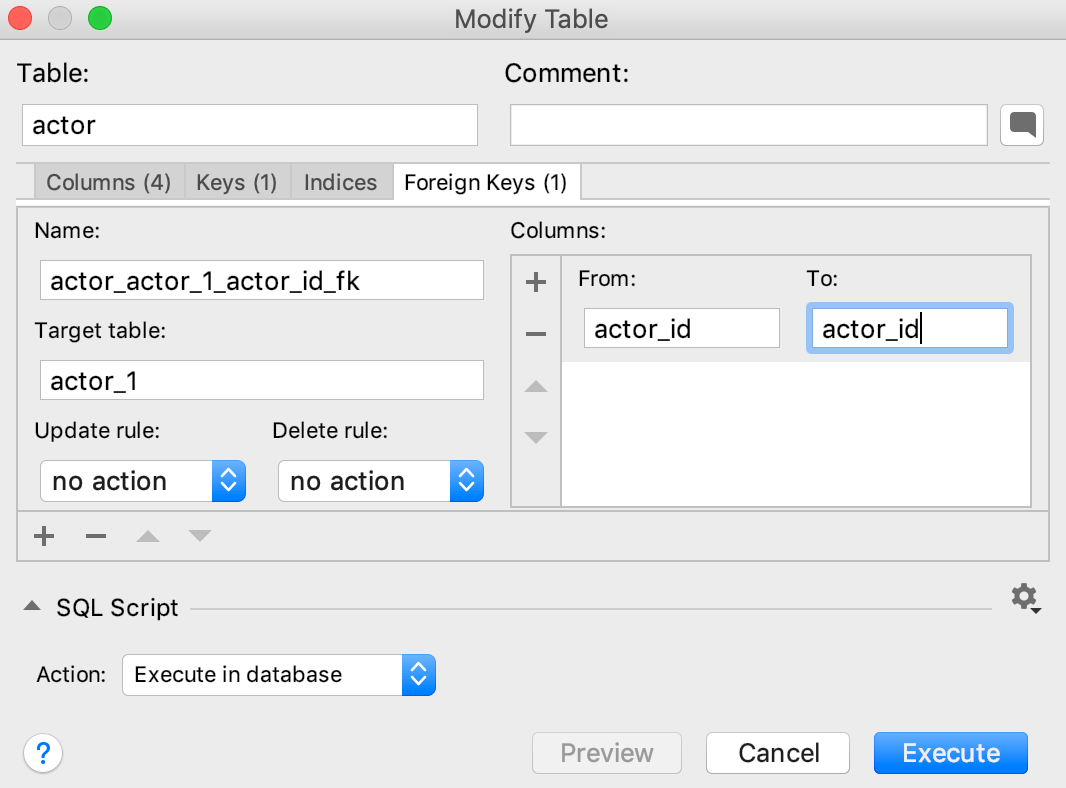 Modify Table
Table:
Comment:
actor
Columns (4)
Keys (1)
Indices
Foreign Keys (1)
Name:
actor_actor_1_actor_id_fk
Target table:
actor_1
Update rule:
Delete rule:
no action
no action
Columns:
From:
To:
actor_id
actor_id
SQL Script
Action:
Execute in database
?
Preview
Cancel
Execute